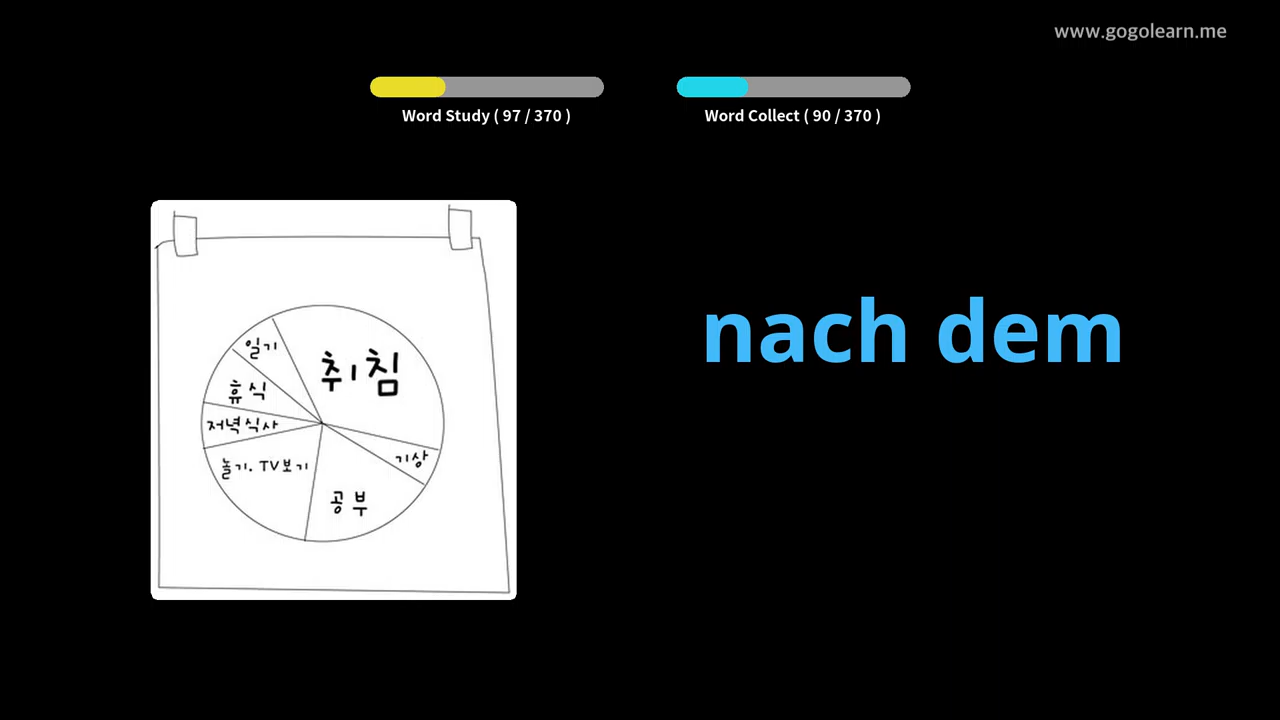 www.gogolearn.me
Word Study ( 97 / 370 )
Word Collect ( 90 / 370 )
일기
취침
휴식
저녁식사
놀기. TV보기
기상
공부
nach dem